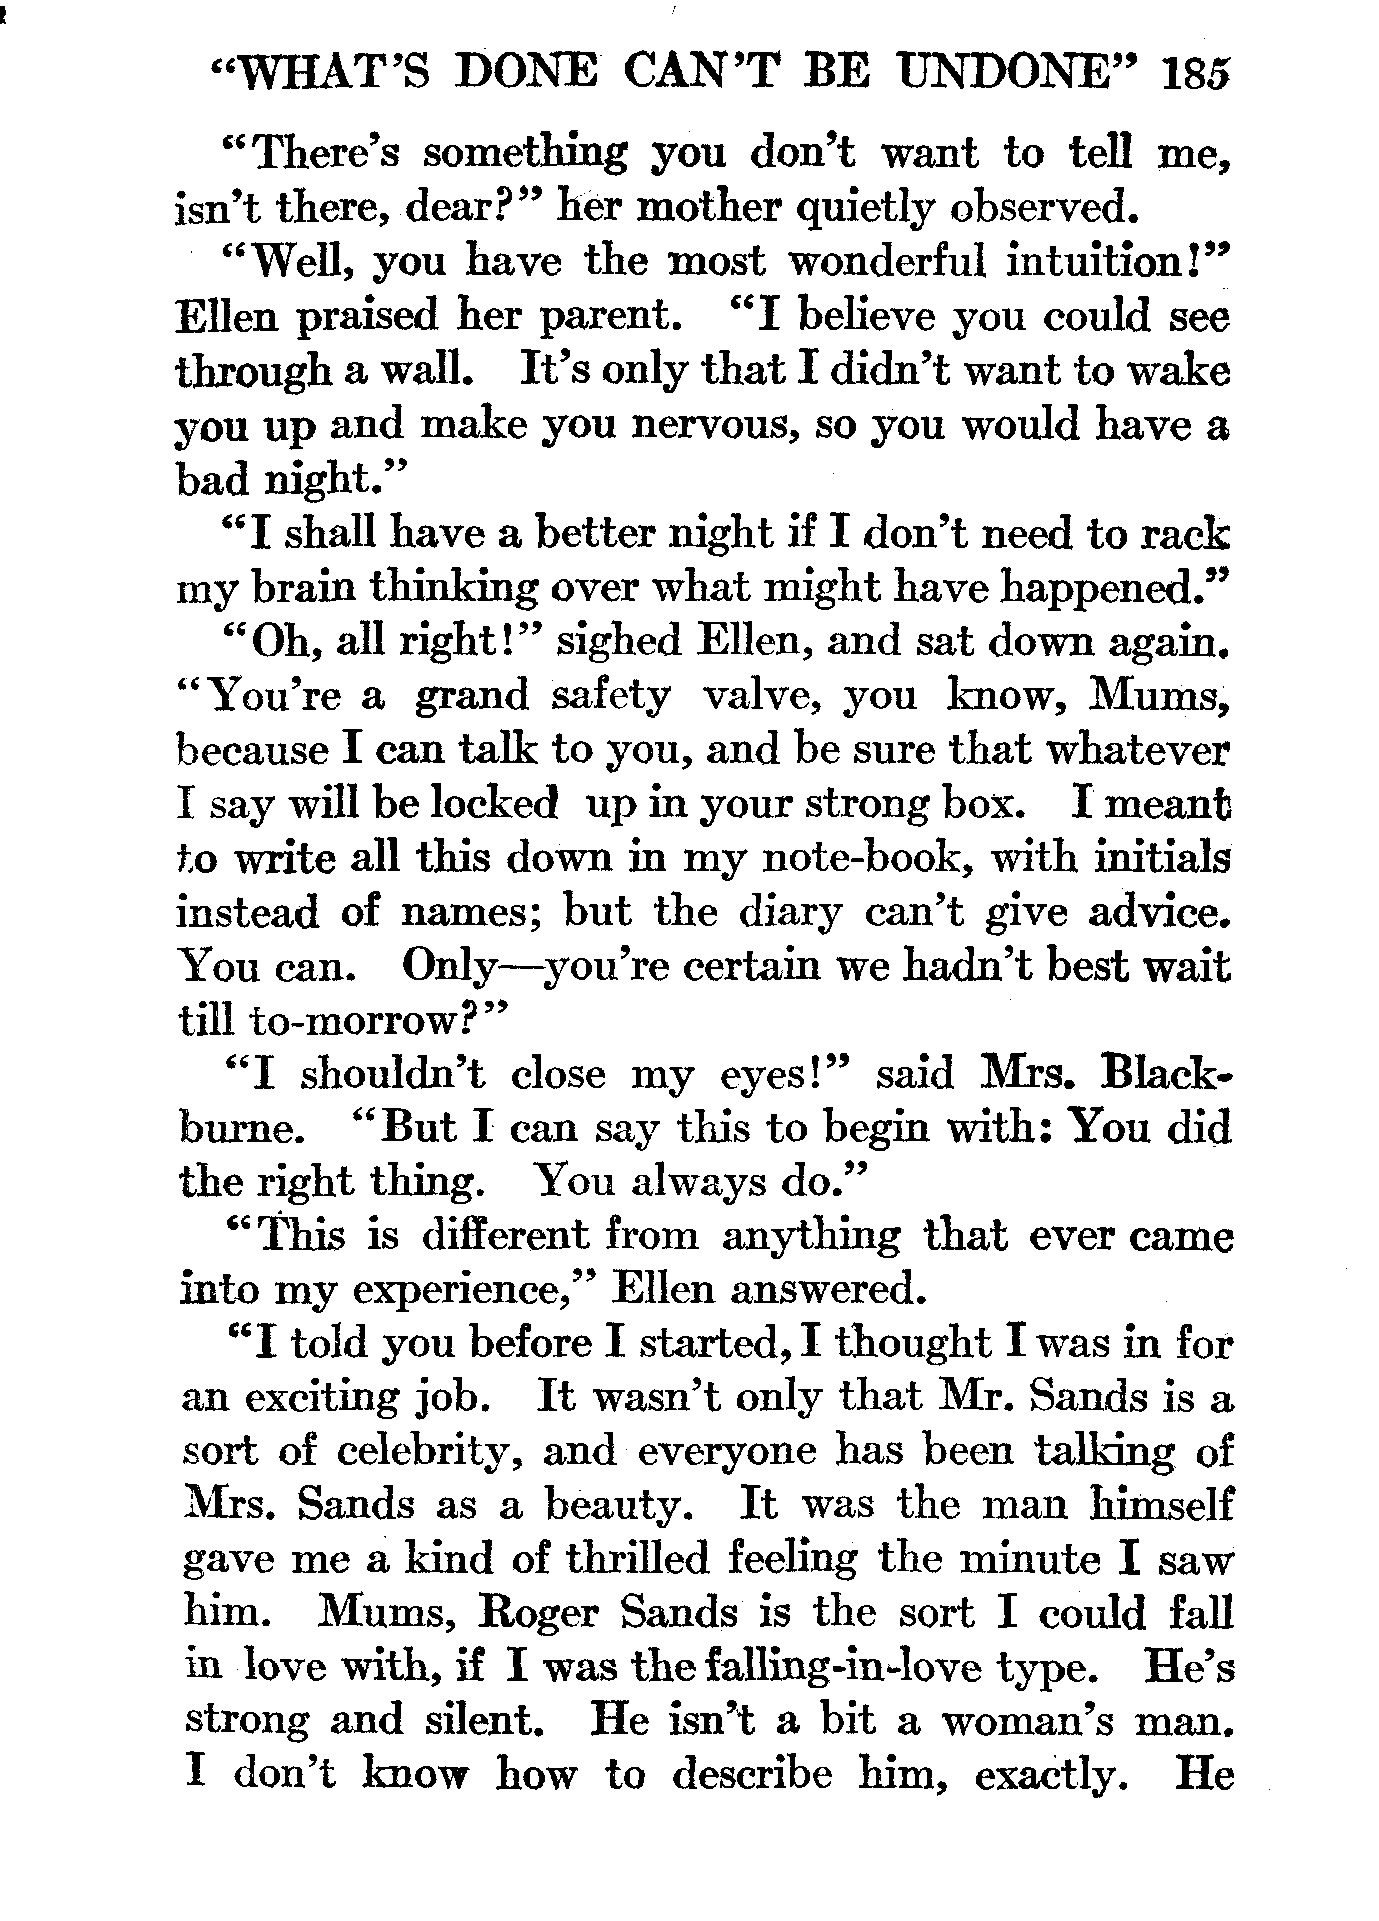 “WHAT’S DONE CAN’T BE UNDONE” 185
“There’s something you don’t want to tell me,
isn’t there, dear?” her mother quietly observed.
“Well, you have the most wonderful intuition!”
Ellen praised her parent. “I believe you could see
through a wall. It’s only that I didn’t want to wake
you up and make you nervous, so you would have a
bad night.”
“I shall have a better night if I don’t need to rack
my brain thinking over what might have happened.”
“Oh, all right!” sighed Ellen, and sat down again.
“You’re a grand safety valve, you know, Mums,
because I can talk to you, and be sure that whatever
I say will be locked up in your strong box. I meant
to write all this down in my note-book, with initials
instead of names; but the diary can’t give advice.
You can. Only—you’re certain we hadn’t best wait
till to-morrow?”
“I shouldn’t close my eyes!” said Mrs. Black-
burne. “But I can say this to begin with: You did
the right thing. You always do.”
“This is different from anything that ever came
into my experience,” Ellen answered.
“I told you before I started, I thought I was in for
an exciting job. It wasn’t only that Mr. Sands is a
sort of celebrity, and everyone has been talking of
Mrs. Sands as a beauty. It was the man himself
gave me a kind of thrilled feeling the minute I saw
him. Mums, Roger Sands is the sort I could fall
in love with, if I was the falling-in-love type. He’s
strong and silent. He isn’t a bit a woman’s man.
I don’t know how to describe him, exactly. He